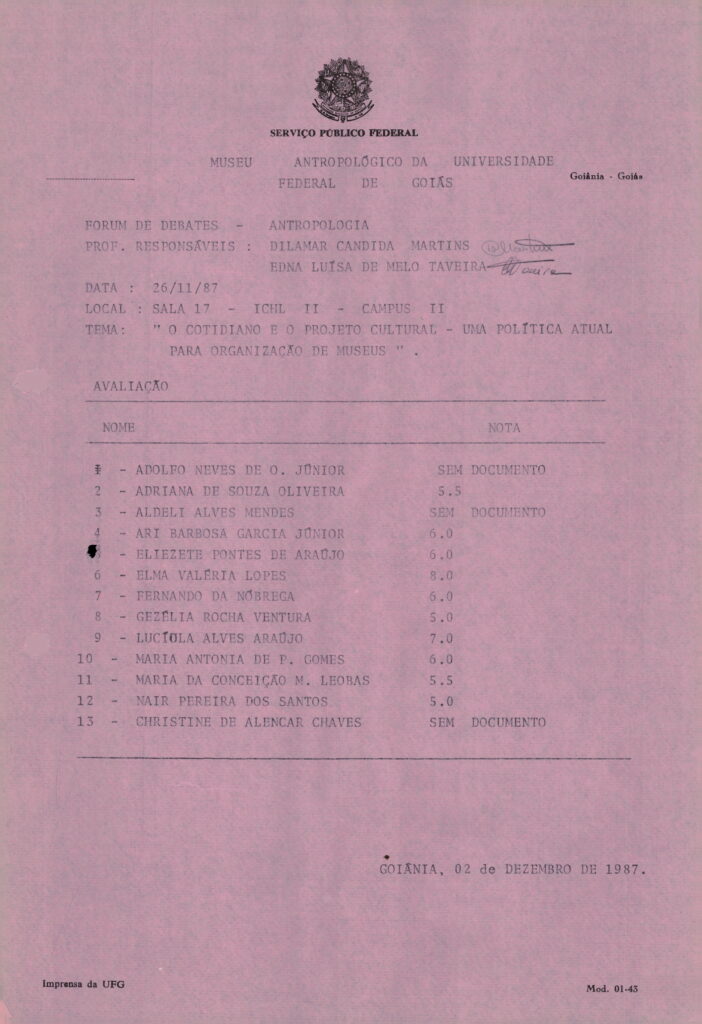 SERVIÇO PÚBLICO FEDERAL
MUSEU ANTROPOLÓGICO DA UNIVERSIDADE
FEDERAL DE GOIÁS
Goiânia - Goiás
FORUM DE DEBATES - ANTROPOLOGIA
PROF. RESPONSÁVEIS : DILAMAR CANDIDA MARTINS
EDNA LUÍSA DE MELO TAVEIRA
DATA : 26/11/87
LOCAL : SALA 17 - ICHL II - CAMPUS II
TEMA: " O COTIDIANO E O PROJETO CULTURAL - UMA POLÍTICA ATUAL
PARA ORGANIZAÇÃO DE MUSEUS " .
AVALIAÇÃO
NOME NOTA
1 - ADOLFO NEVES DE O. JÚNIOR SEM DOCUMENTO
2 - ADRIANA DE SOUZA OLIVEIRA 5.5
3 - ALDELI ALVES MENDES SEM DOCUMENTO
4 - ARI BARBOSA GARCIA JÚNIOR 6.0
5 - ELIEZETE PONTES DE ARAÚJO 6.0
6 - ELMA VALÉRIA LOPES 8.0
7 - FERNANDO DA NÓBREGA 6.0
8 - GEZÉLIA ROCHA VENTURA 5.0
9 - LUCÍOLA ALVES ARAÚJO 7.0
10 - MARIA ANTONIA DE P. GOMES 6.0
11 - MARIA DA CONCEIÇÃO M. LEOBAS 5.5
12 - NAIR PEREIRA DOS SANTOS 5.0
13 - CHRISTINE DE ALENCAR CHAVES SEM DOCUMENTO
GOIÂNIA, 02 de DEZEMBRO DE 1987.
Imprensa da UFG
Mod. 01-43